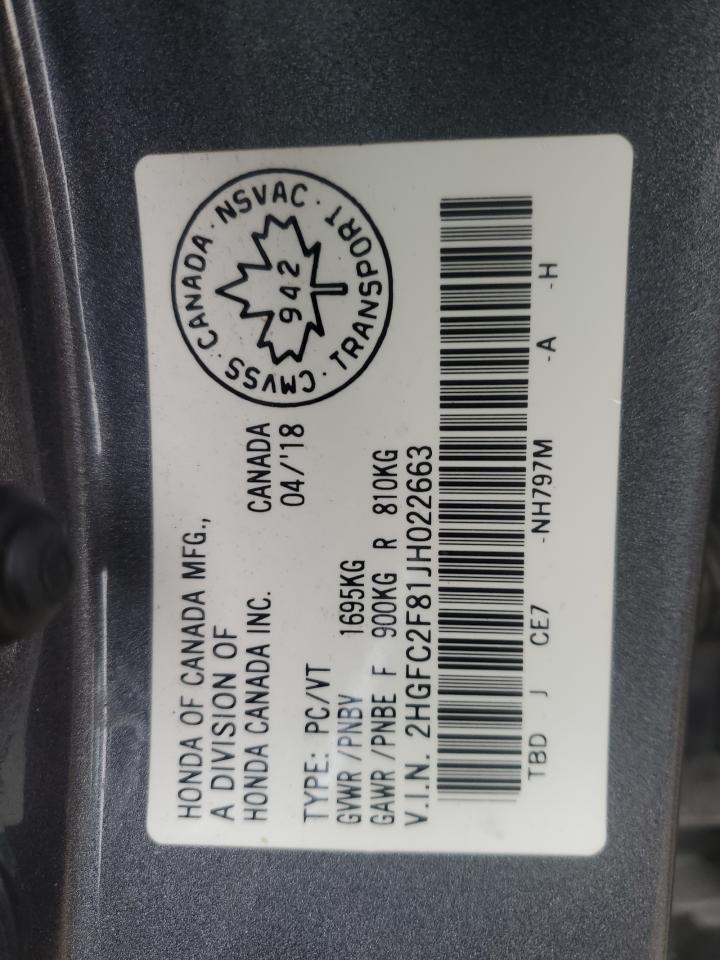 HONDA OF CANADA MFG.,
A DIVISION OF
HONDA CANADA INC.
CANADA
04/'18
CMVSS · CANADA · NSVAC · TRANSPORT ·
942
TYPE: PC/VT
GVWR /PNBV 1695KG
GAWR /PNBE F 900KG R 810KG
V.I.N. 2HGFC2F81JH022663
TBD J CE7 -NH797M -A -H